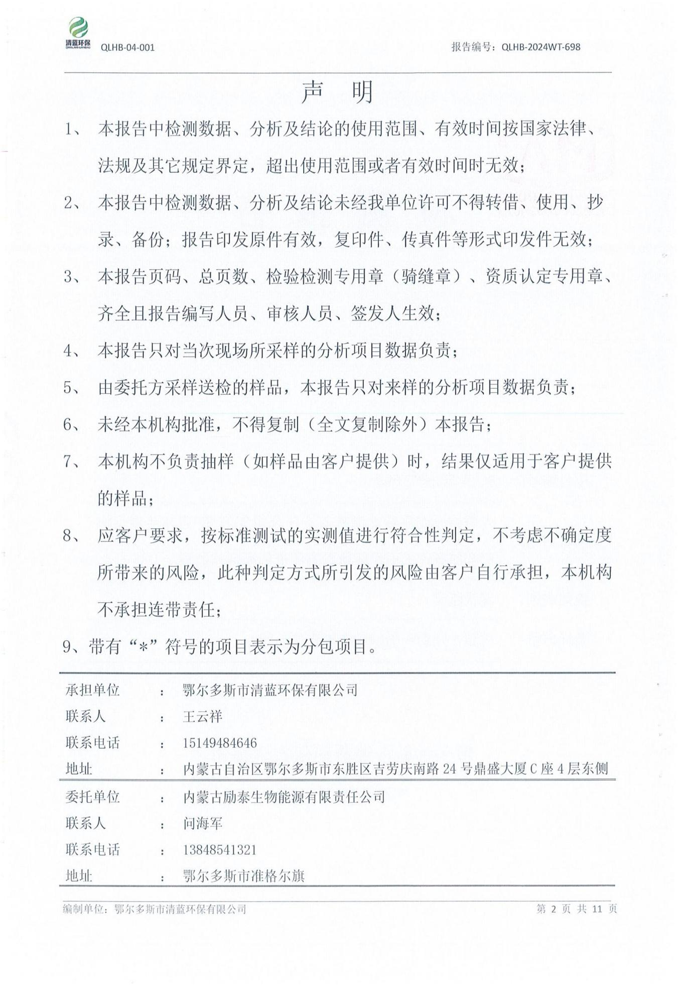 清蓝环保
QLHB-04-001
报告编号：QLHB-2024WT-698
声 明
1、 本报告中检测数据、分析及结论的使用范围、有效时间按国家法律、
法规及其它规定界定，超出使用范围或者有效时间时无效；
2、 本报告中检测数据、分析及结论未经我单位许可不得转借、使用、抄
录、备份；报告印发原件有效，复印件、传真件等形式印发件无效；
3、 本报告页码、总页数、检验检测专用章（骑缝章）、资质认定专用章、
齐全且报告编写人员、审核人员、签发人生效；
4、 本报告只对当次现场所采样的分析项目数据负责；
5、 由委托方采样送检的样品，本报告只对来样的分析项目数据负责；
6、 未经本机构批准，不得复制（全文复制除外）本报告；
7、 本机构不负责抽样（如样品由客户提供）时，结果仅适用于客户提供
的样品；
8、 应客户要求，按标准测试的实测值进行符合性判定，不考虑不确定度
所带来的风险，此种判定方式所引发的风险由客户自行承担，本机构
不承担连带责任；
9、带有“*”符号的项目表示为分包项目。
承担单位 ： 鄂尔多斯市清蓝环保有限公司
联系人 ： 王云祥
联系电话 ： 15149484646
地址 ： 内蒙古自治区鄂尔多斯市东胜区吉劳庆南路 24 号鼎盛大厦 C 座 4 层东侧
委托单位 ： 内蒙古励泰生物能源有限责任公司
联系人 ： 问海军
联系电话 ： 13848541321
地址 ： 鄂尔多斯市准格尔旗
编制单位：鄂尔多斯市清蓝环保有限公司
第 2 页 共 11 页